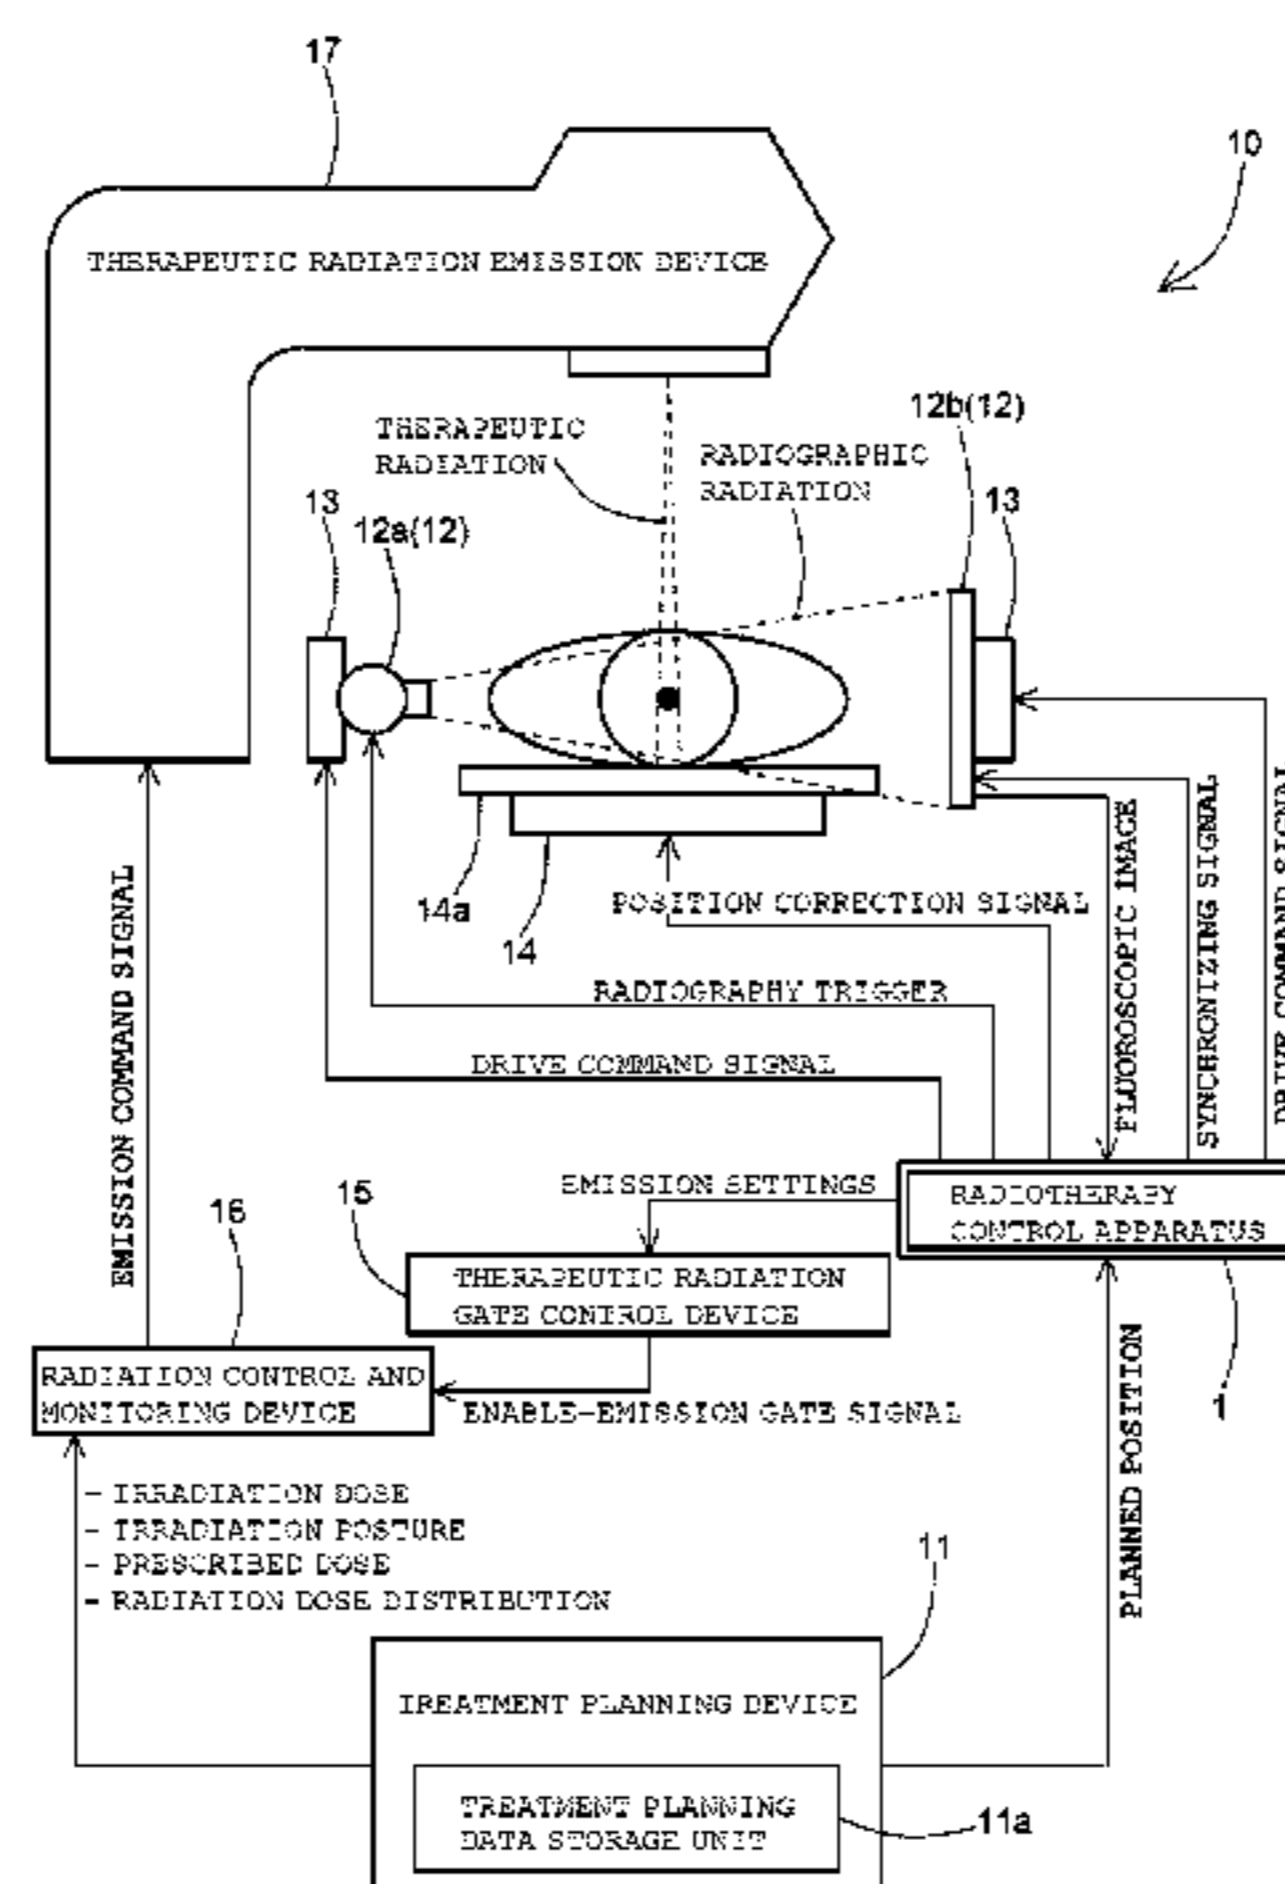 17
10
THERAPEUTIC RADIATION EMISSION DEVICE
12b(12)
THERAPEUTIC
RADIATION
RADIOGRAPHIC
RADIATION
13
12a(12)
13
14a
14
POSITION CORRECTION SIGNAL
RADIOGRAPHY TRIGGER
DRIVE COMMAND SIGNAL
EMISSION COMMAND SIGNAL
FLUOROSCOPIC IMAGE
SYNCHRONIZING SIGNAL
DRIVE COMMAND SIGNAL
EMISSION SETTINGS
RADIOTHERAPY
CONTROL APPARATUS
15
16
THERAPEUTIC RADIATION
GATE CONTROL DEVICE
RADIATION CONTROL AND
MONITORING DEVICE
ENABLE-EMISSION GATE SIGNAL
1
PLANNED POSITION
- IRRADIATION DOSE
- IRRADIATION POSTURE
- PRESCRIBED DOSE
- RADIATION DOSE DISTRIBUTION
11
TREATMENT PLANNING DEVICE
TREATMENT PLANNING
DATA STORAGE UNIT
11a